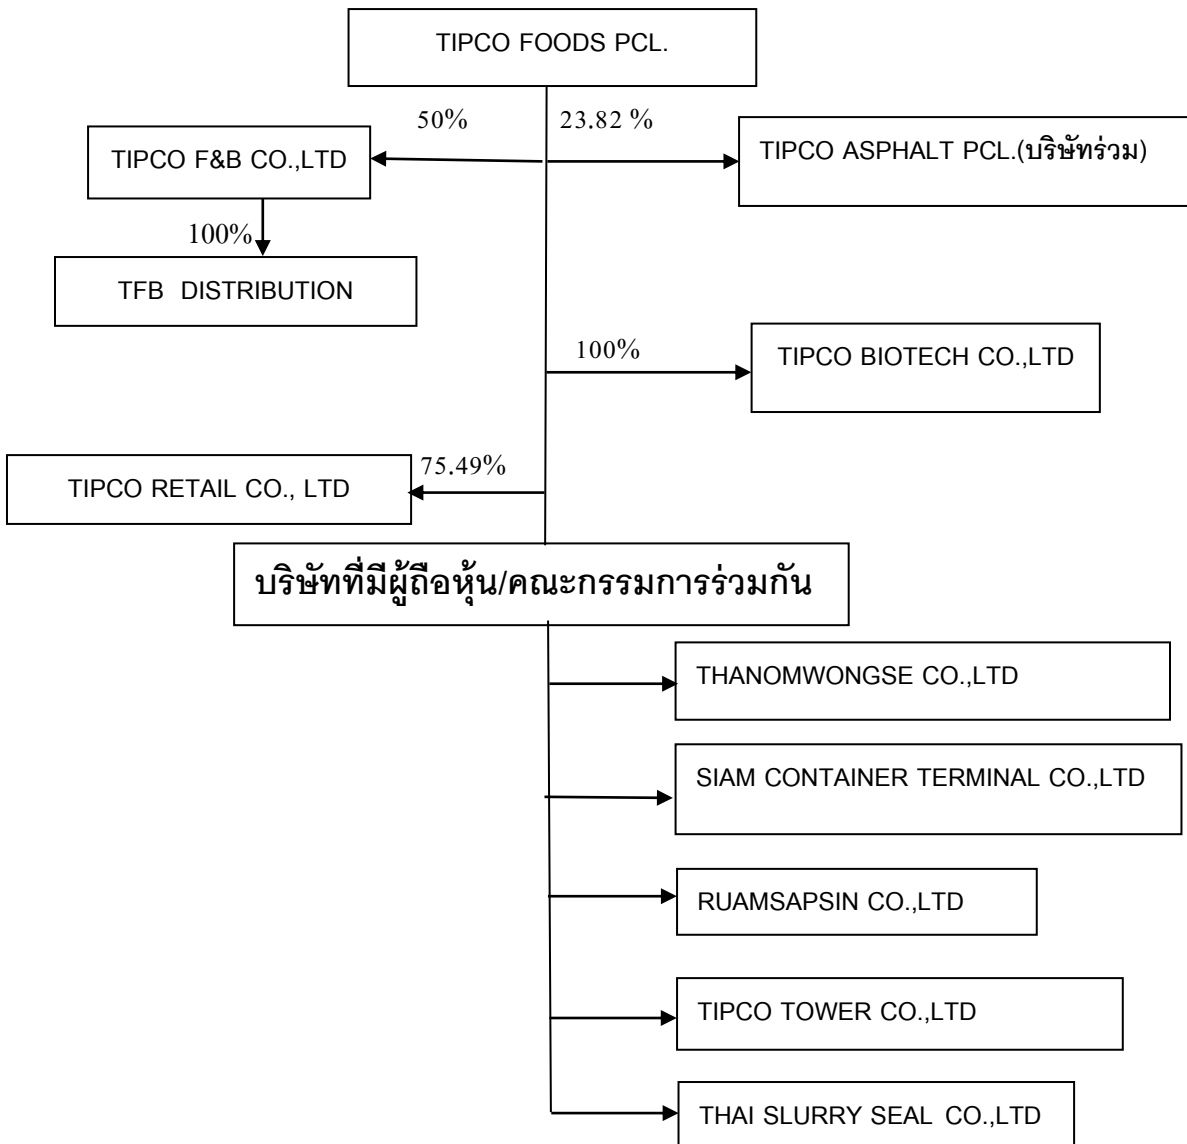 TIPCO FOODS PCL.
50%
23.82 %
TIPCO F&B CO.,LTD
TIPCO ASPHALT PCL.(บริษัทร่วม)
100%
TFB DISTRIBUTION
100%
TIPCO BIOTECH CO.,LTD
75.49%
TIPCO RETAIL CO., LTD
บริษัทที่มีผู้ถือหุ้น/คณะกรรมการร่วมกัน
THANOMWONGSE CO.,LTD
SIAM CONTAINER TERMINAL CO.,LTD
RUAMSAPSIN CO.,LTD
TIPCO TOWER CO.,LTD
THAI SLURRY SEAL CO.,LTD